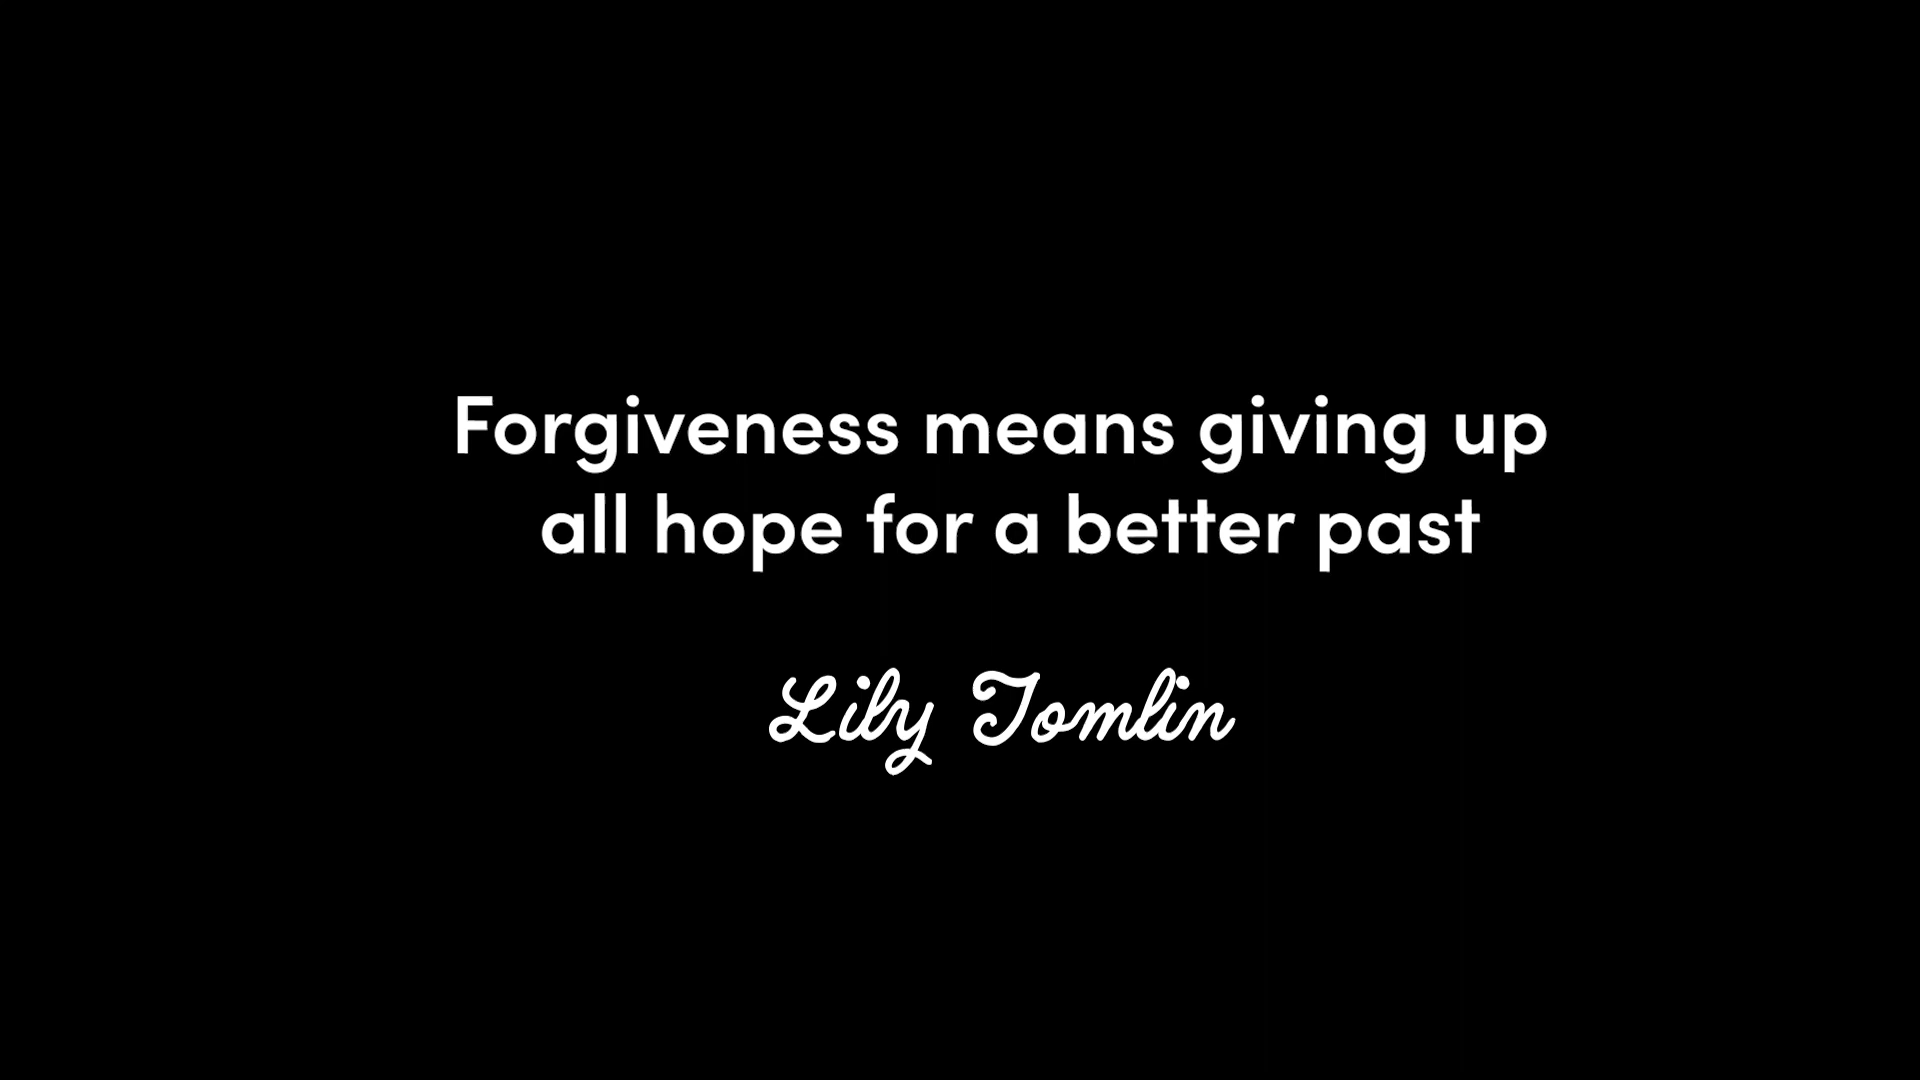 Forgiveness means giving up
all hope for a better past
Lily Tomlin